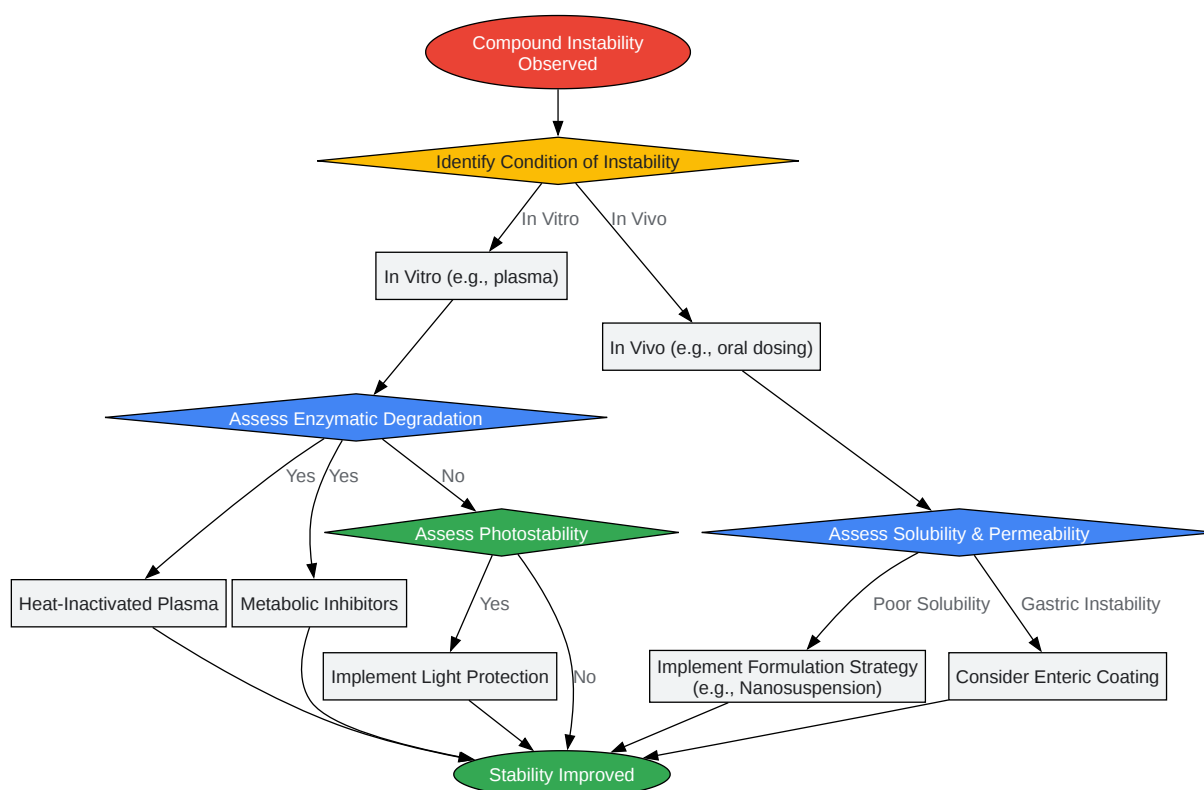 Compound Instability
Observed
Identify Condition of Instability
In Vitro
In Vivo
In Vitro (e.g., plasma)
In Vivo (e.g., oral dosing)
Assess Enzymatic Degradation
Yes
Yes
No
Assess Photostability
Assess Solubility & Permeability
Heat-Inactivated Plasma
Metabolic Inhibitors
Yes
Poor Solubility
Gastric Instability
Implement Light Protection
No
Implement Formulation Strategy
(e.g., Nanosuspension)
Consider Enteric Coating
Stability Improved